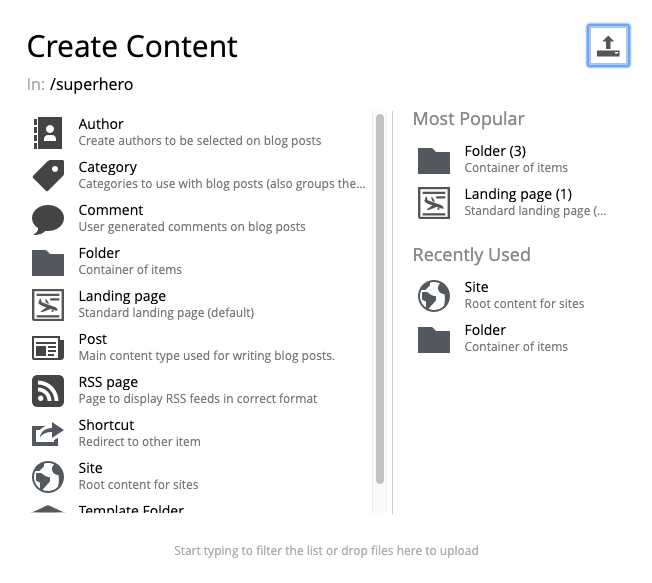 Create Content
In: /superhero
Author
Create authors to be selected on blog posts
Category
Categories to use with blog posts (also groups the...
Comment
User generated comments on blog posts
Folder
Container of items
Landing page
Standard landing page (default)
Post
Main content type used for writing blog posts.
RSS page
Page to display RSS feeds in correct format
Shortcut
Redirect to other item
Site
Root content for sites
Template Folder
Most Popular
Folder (3)
Container of items
Landing page (1)
Standard landing page (...
Recently Used
Site
Root content for sites
Folder
Container of items
Start typing to filter the list or drop files here to upload